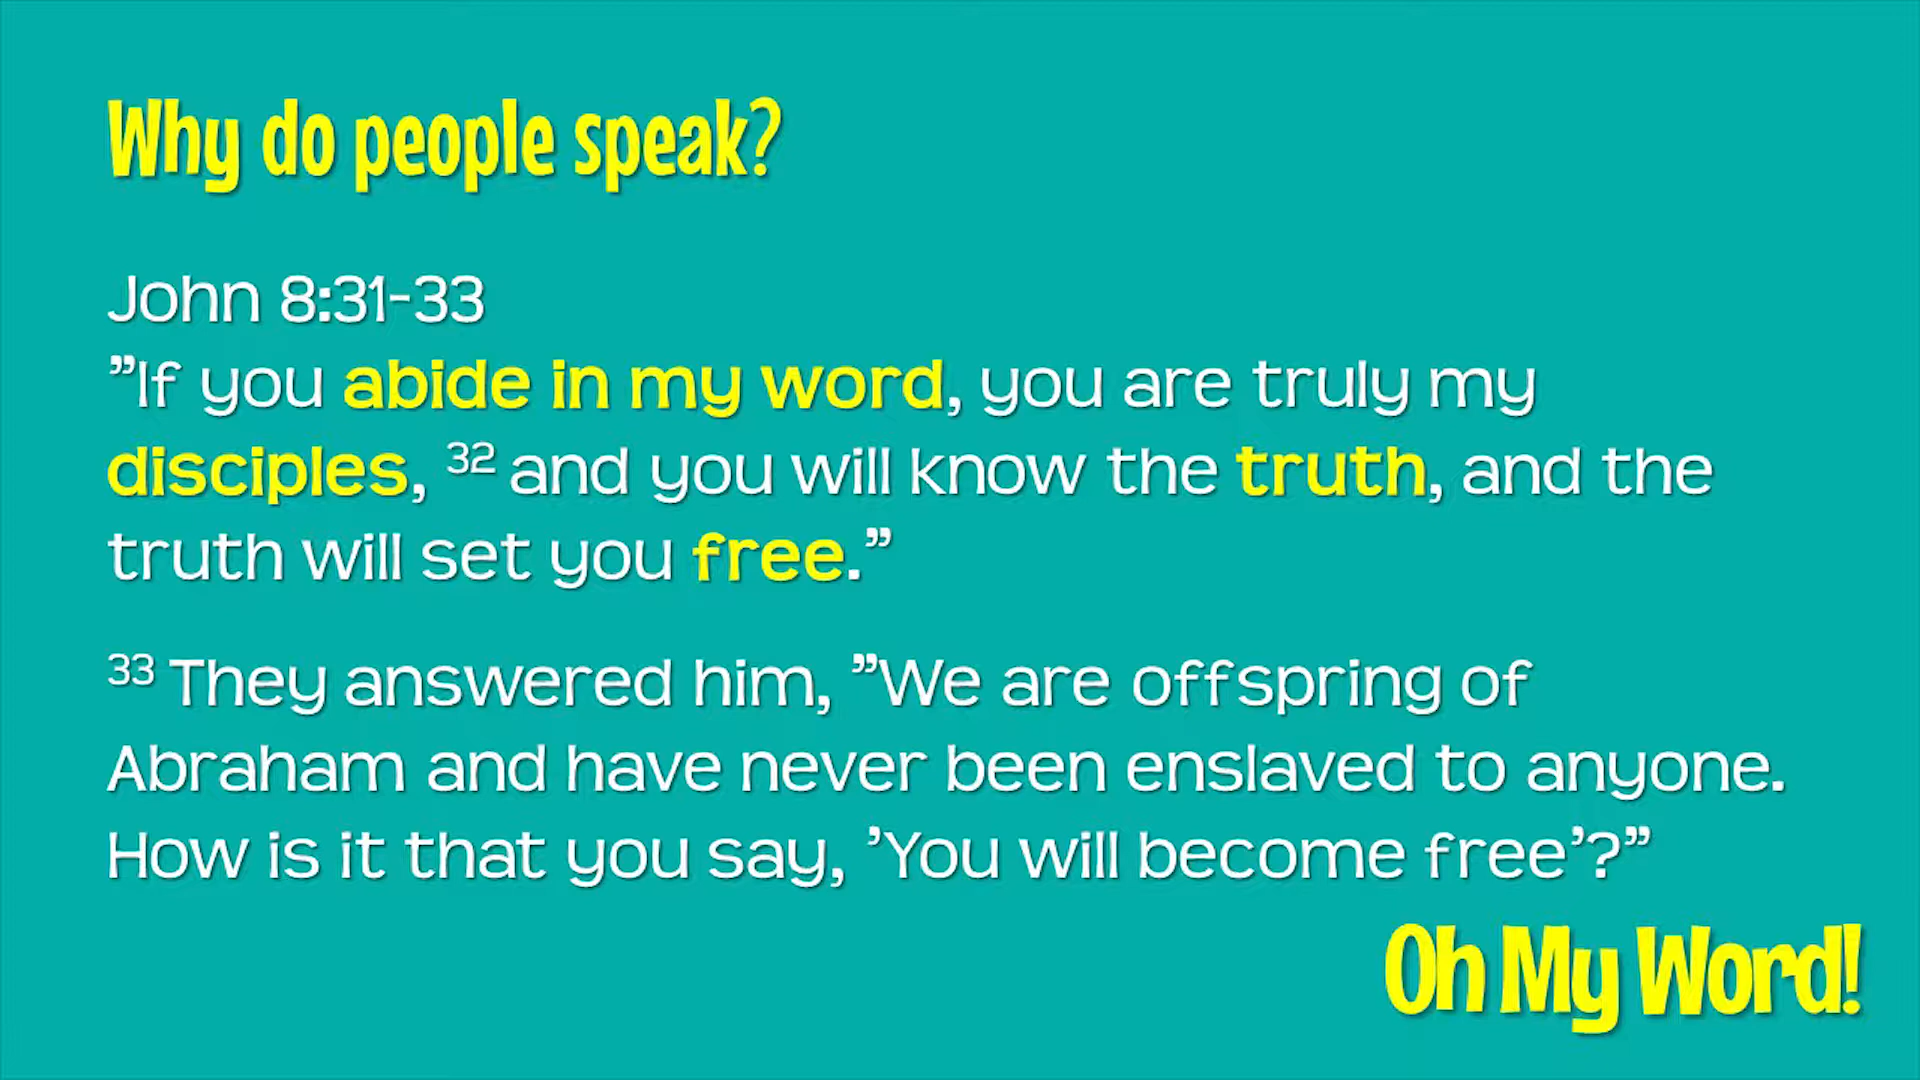 Why do people speak?
John 8:31-33
”If you abide in my word, you are truly my
disciples, 32 and you will know the truth, and the
truth will set you free.”
33 They answered him, ”We are offspring of
Abraham and have never been enslaved to anyone.
How is it that you say, ’You will become free’?”
Oh My Word!